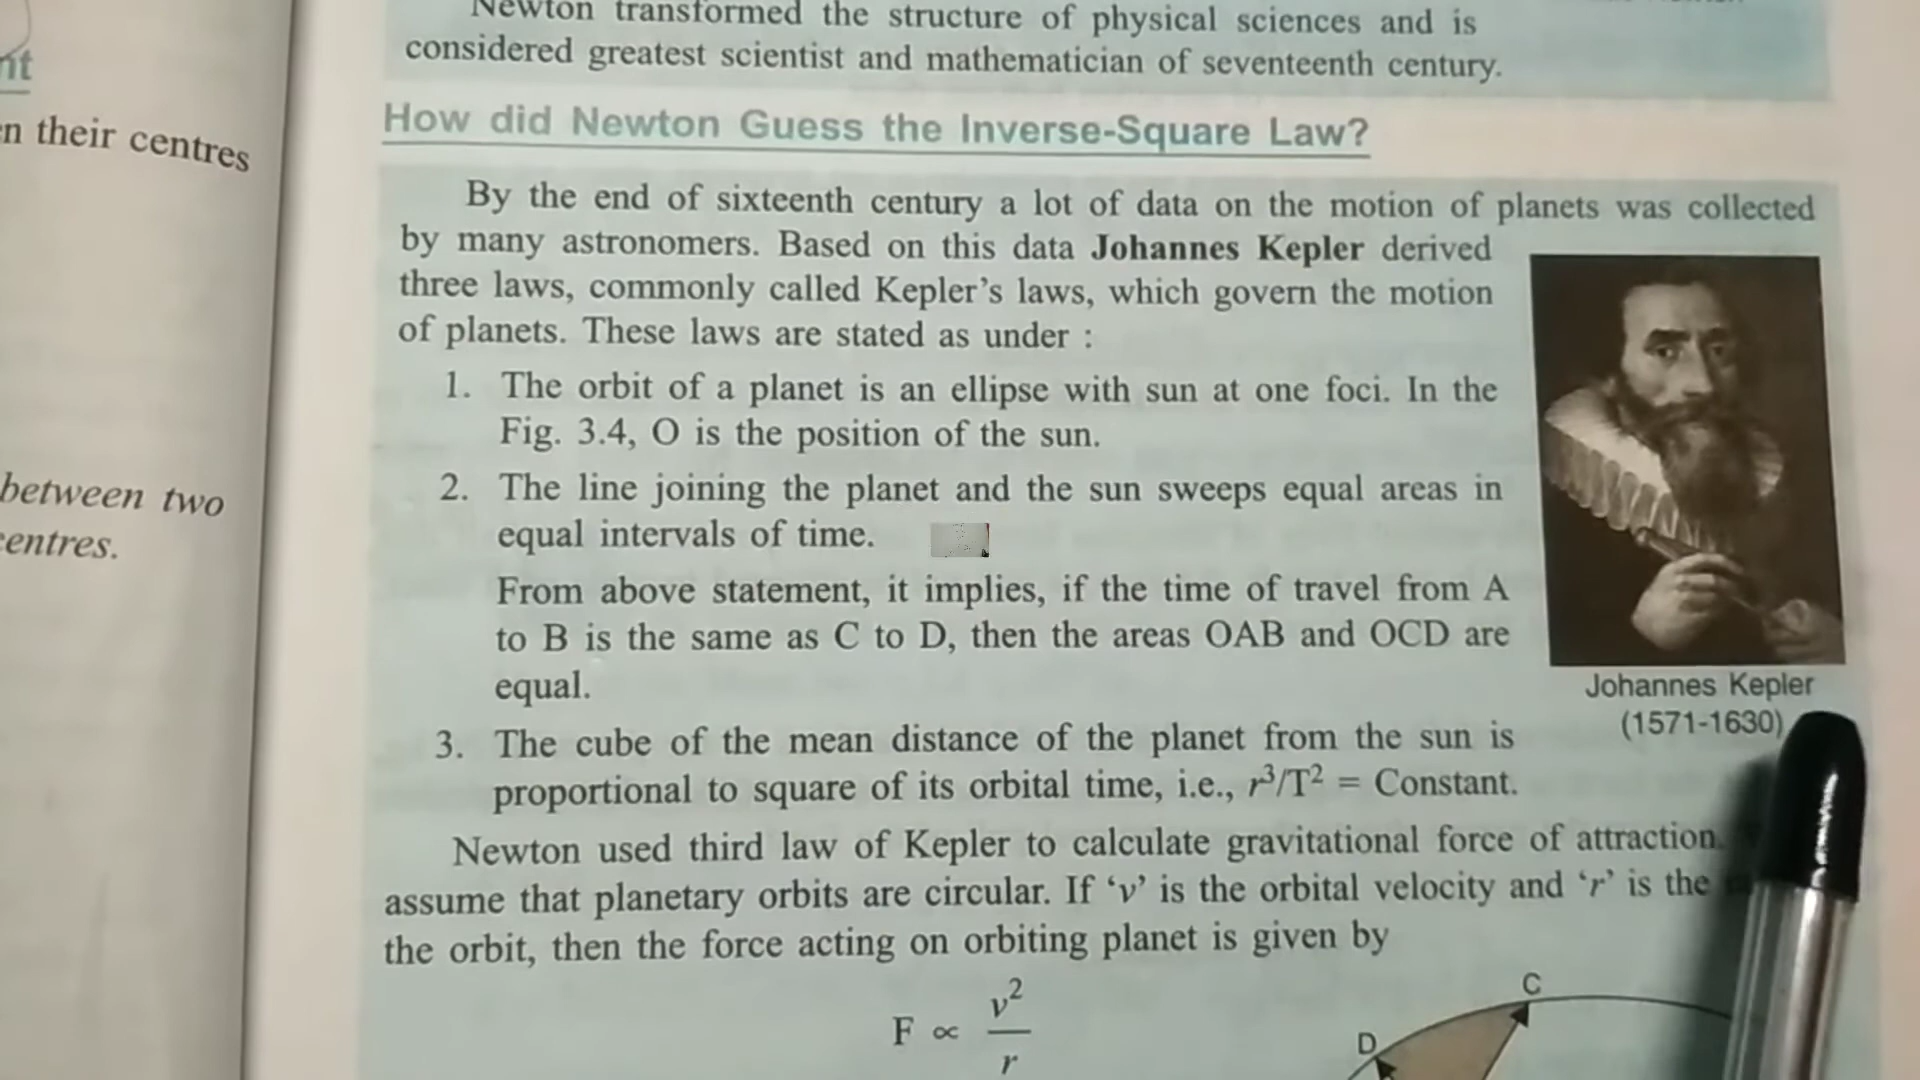 nt
n their centres
between two
centres.
Newton transformed the structure of physical sciences and is
considered greatest scientist and mathematician of seventeenth century.
How did Newton Guess the Inverse-Square Law?
By the end of sixteenth century a lot of data on the motion of planets was collected
by many astronomers. Based on this data Johannes Kepler derived
three laws, commonly called Kepler's laws, which govern the motion
of planets. These laws are stated as under :
1. The orbit of a planet is an ellipse with sun at one foci. In the
Fig. 3.4, O is the position of the sun.
2. The line joining the planet and the sun sweeps equal areas in
equal intervals of time.
From above statement, it implies, if the time of travel from A
to B is the same as C to D, then the areas OAB and OCD are
equal.
Johannes Kepler
(1571-1630)
3. The cube of the mean distance of the planet from the sun is
proportional to square of its orbital time, i.e., r³/T² = Constant.
Newton used third law of Kepler to calculate gravitational force of attraction.
assume that planetary orbits are circular. If ‘v’ is the orbital velocity and ‘r’ is the
the orbit, then the force acting on orbiting planet is given by
F ∝ v²/r
C
D